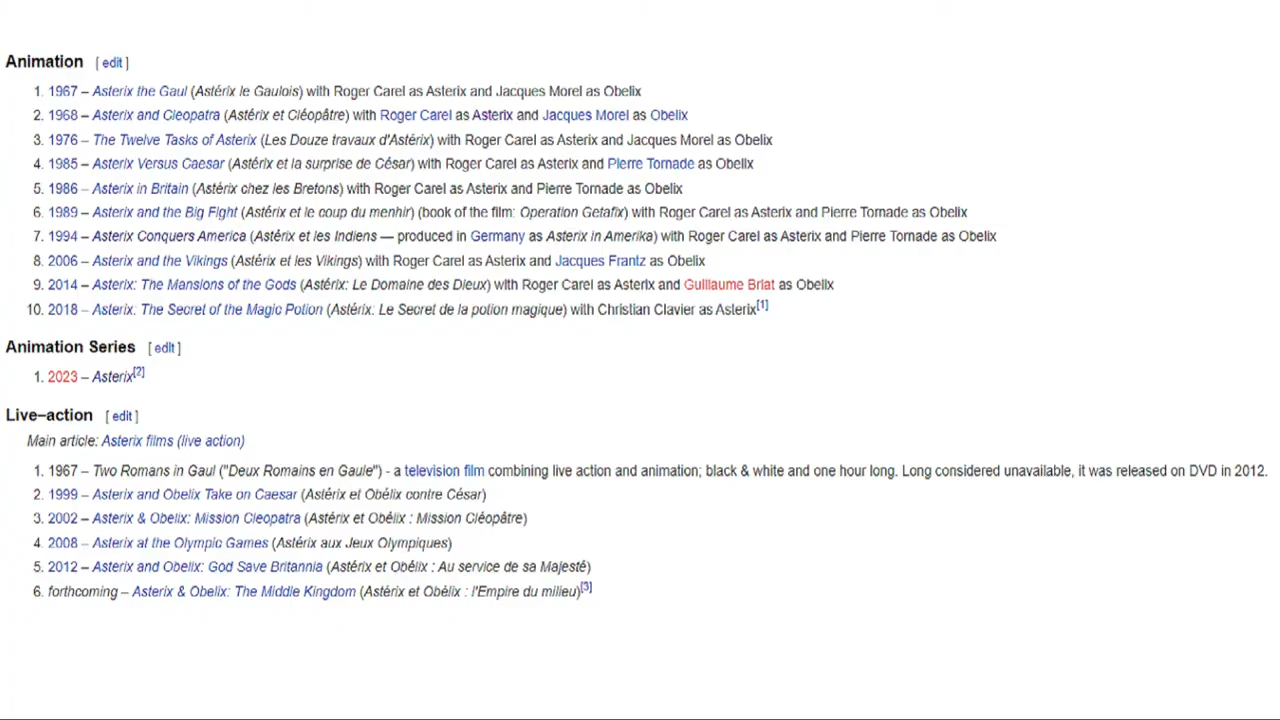 Animation [ edit ]
1. 1967 – Asterix the Gaul (Astérix le Gaulois) with Roger Carel as Asterix and Jacques Morel as Obelix
2. 1968 – Asterix and Cleopatra (Astérix et Cléopâtre) with Roger Carel as Asterix and Jacques Morel as Obelix
3. 1976 – The Twelve Tasks of Asterix (Les Douze travaux d'Astérix) with Roger Carel as Asterix and Jacques Morel as Obelix
4. 1985 – Asterix Versus Caesar (Astérix et la surprise de César) with Roger Carel as Asterix and Pierre Tornade as Obelix
5. 1986 – Asterix in Britain (Astérix chez les Bretons) with Roger Carel as Asterix and Pierre Tornade as Obelix
6. 1989 – Asterix and the Big Fight (Astérix et le coup du menhir) (book of the film: Operation Getafix) with Roger Carel as Asterix and Pierre Tornade as Obelix
7. 1994 – Asterix Conquers America (Astérix et les Indiens — produced in Germany as Asterix in Amerika) with Roger Carel as Asterix and Pierre Tornade as Obelix
8. 2006 – Asterix and the Vikings (Astérix et les Vikings) with Roger Carel as Asterix and Jacques Frantz as Obelix
9. 2014 – Asterix: The Mansions of the Gods (Astérix: Le Domaine des Dieux) with Roger Carel as Asterix and Guillaume Briat as Obelix
10. 2018 – Asterix: The Secret of the Magic Potion (Astérix: Le Secret de la potion magique) with Christian Clavier as Asterix[1]
Animation Series [ edit ]
1. 2023 – Asterix[2]
Live–action [ edit ]
Main article: Asterix films (live action)
1. 1967 – Two Romans in Gaul ("Deux Romains en Gaule") - a television film combining live action and animation; black & white and one hour long. Long considered unavailable, it was released on DVD in 2012.
2. 1999 – Asterix and Obelix Take on Caesar (Astérix et Obélix contre César)
3. 2002 – Asterix & Obelix: Mission Cleopatra (Astérix et Obélix : Mission Cléopâtre)
4. 2008 – Asterix at the Olympic Games (Astérix aux Jeux Olympiques)
5. 2012 – Asterix and Obelix: God Save Britannia (Astérix et Obélix : Au service de sa Majesté)
6. forthcoming – Asterix & Obelix: The Middle Kingdom (Astérix et Obélix : l'Empire du milieu)[3]